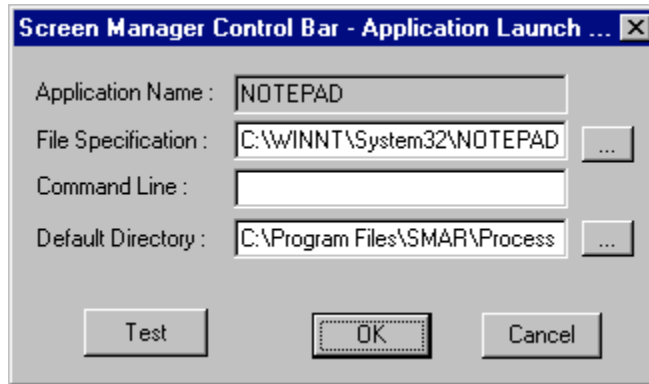 Screen Manager Control Bar - Application Launch ...
Application Name : NOTEPAD
File Specification : C:\WINNT\System32\NOTEPAD ...
Command Line :
Default Directory : C:\Program Files\SMAR\Process ...
Test OK Cancel